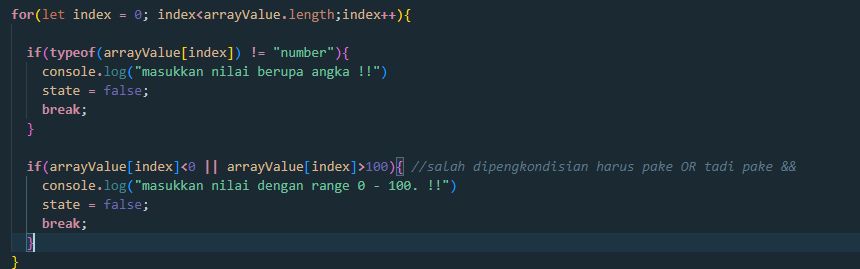 for(let index = 0; index<arrayValue.length;index++){
if(typeof(arrayValue[index]) != "number"){
console.log("masukkan nilai berupa angka !!")
state = false;
break;
}
if(arrayValue[index]<0 || arrayValue[index]>100){ //salah dipengkondisian harus pake OR tadi pake &&
console.log("masukkan nilai dengan range 0 - 100. !!")
state = false;
break;
}
}